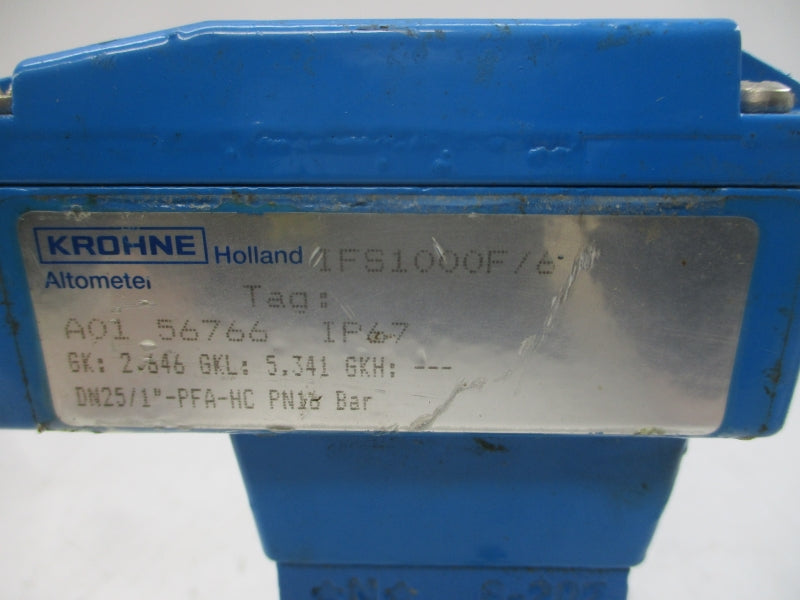 KROHNE Holland IFS1000F/6
Altometer
Tag:
A01 56766 IP67
GK: 2.646 GKL: 5.341 GKH: ---
DN25/1"-PFA-HC PN16 Bar